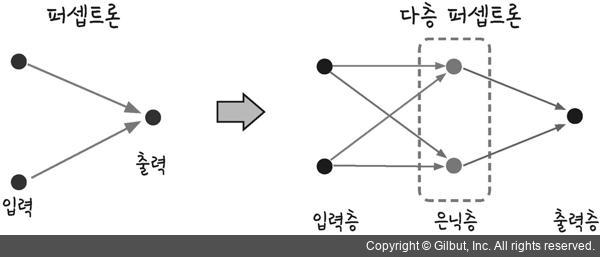 퍼셉트론
다층 퍼셉트론
출력
입력
입력층
은닉층
출력층
Copyright © Gilbut, Inc. All rights reserved.